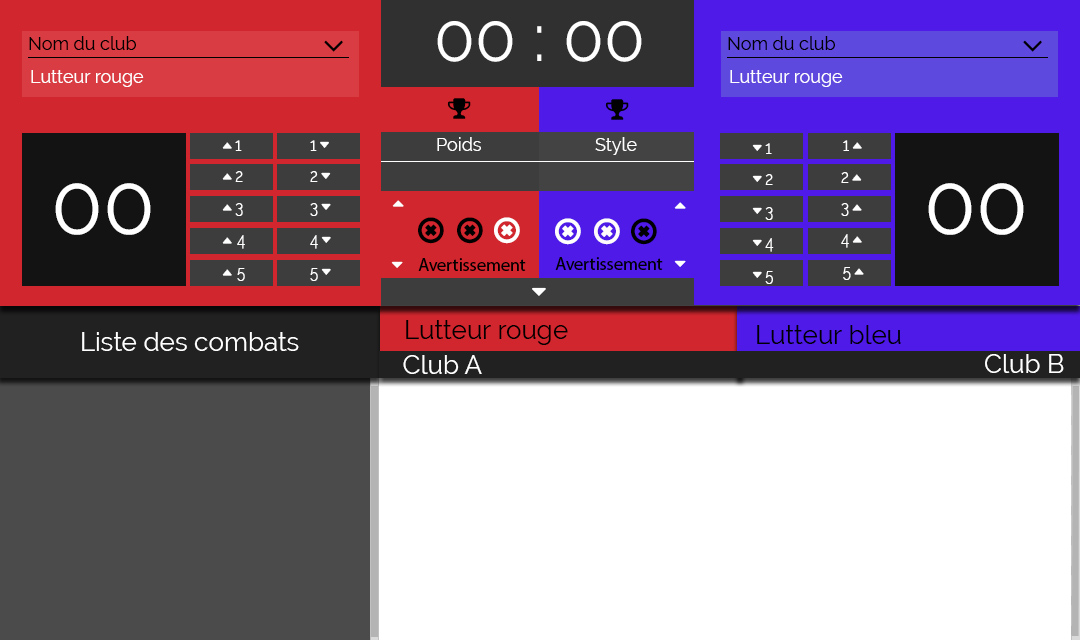 Nom du club
Lutteur rouge
00 : 00
Nom du club
Lutteur rouge
Poids
Style
00
1 1
2 2
3 3
4 4
5 5
Avertissement
Avertissement
1 1
2 2
3 3
4 4
5 5
00
Liste des combats
Lutteur rouge
Lutteur bleu
Club A
Club B